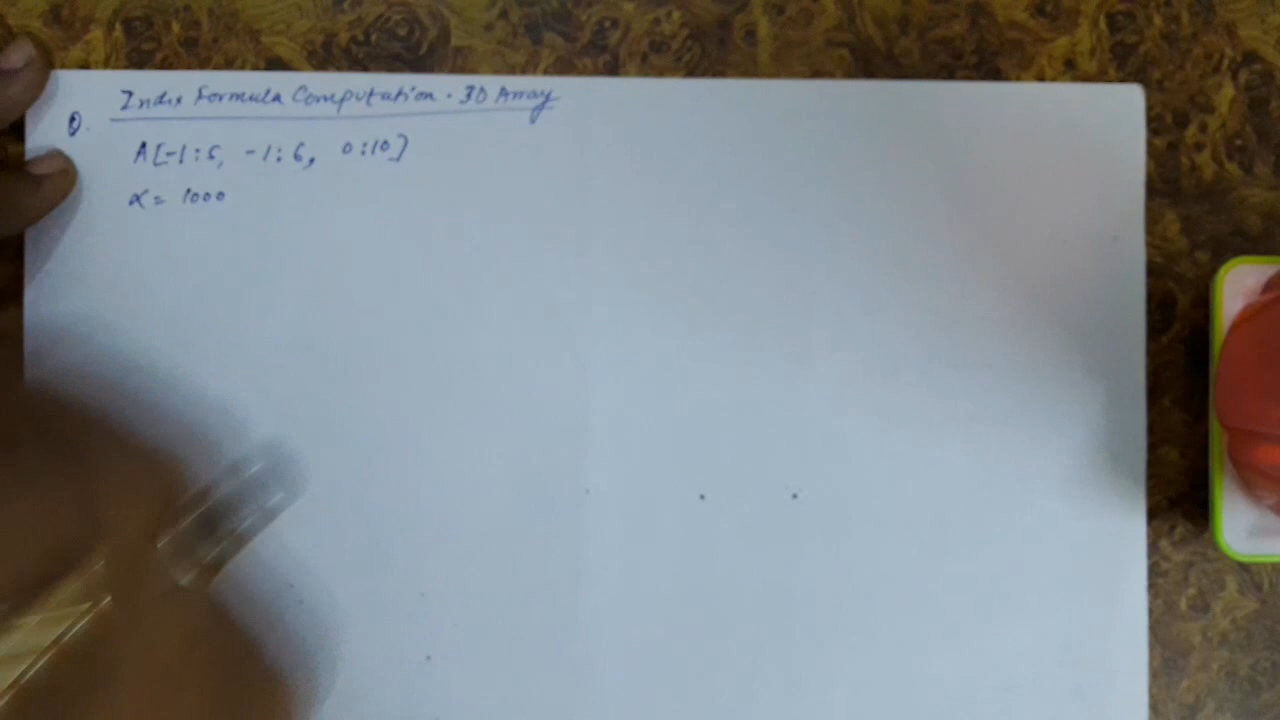 Index Formula Computation. 3D Array
Q.
A[-1:5, -1:6, 0:10]
α = 1000